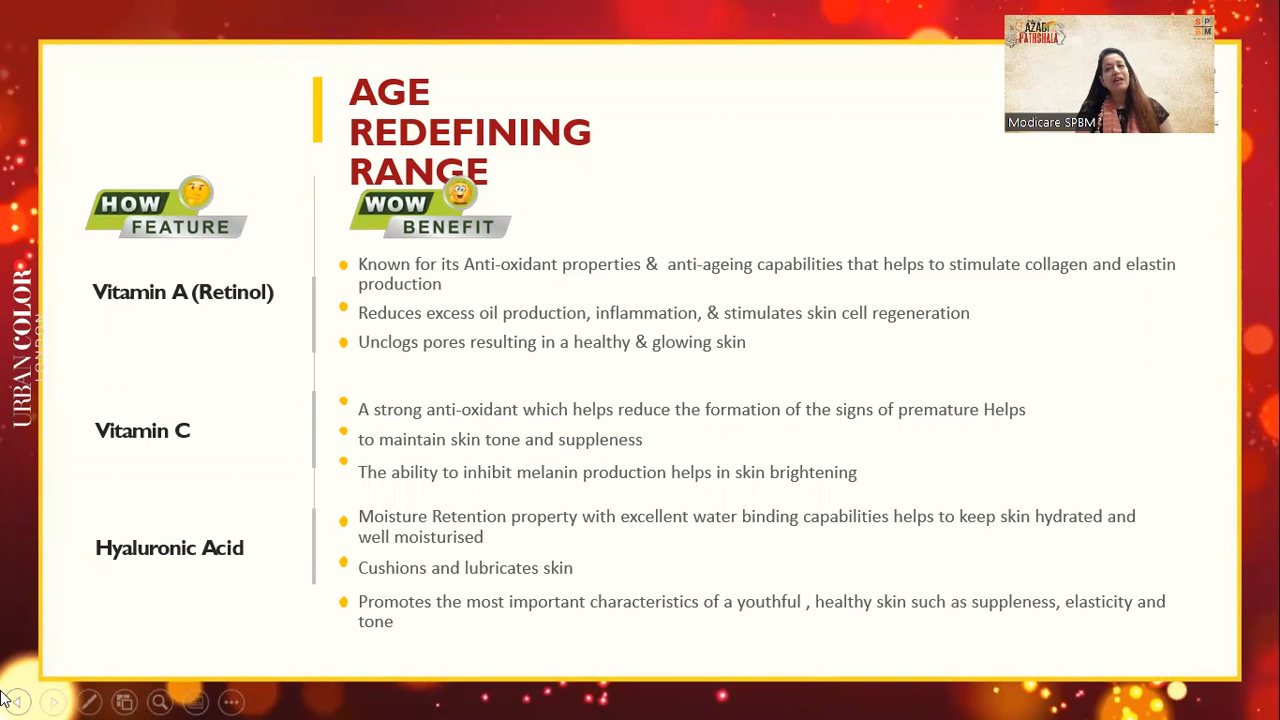 AGE
REDEFINING
RANGE
AZADI
PATHSHALA
S P
B M
Modicare SPBM
HOW
FEATURE
WOW
BENEFIT
Vitamin A (Retinol)
Known for its Anti-oxidant properties & anti-ageing capabilities that helps to stimulate collagen and elastin
production
Reduces excess oil production, inflammation, & stimulates skin cell regeneration
Unclogs pores resulting in a healthy & glowing skin
Vitamin C
A strong anti-oxidant which helps reduce the formation of the signs of premature Helps
to maintain skin tone and suppleness
The ability to inhibit melanin production helps in skin brightening
Hyaluronic Acid
Moisture Retention property with excellent water binding capabilities helps to keep skin hydrated and
well moisturised
Cushions and lubricates skin
Promotes the most important characteristics of a youthful , healthy skin such as suppleness, elasticity and
tone
URBAN COLOR
LONDON